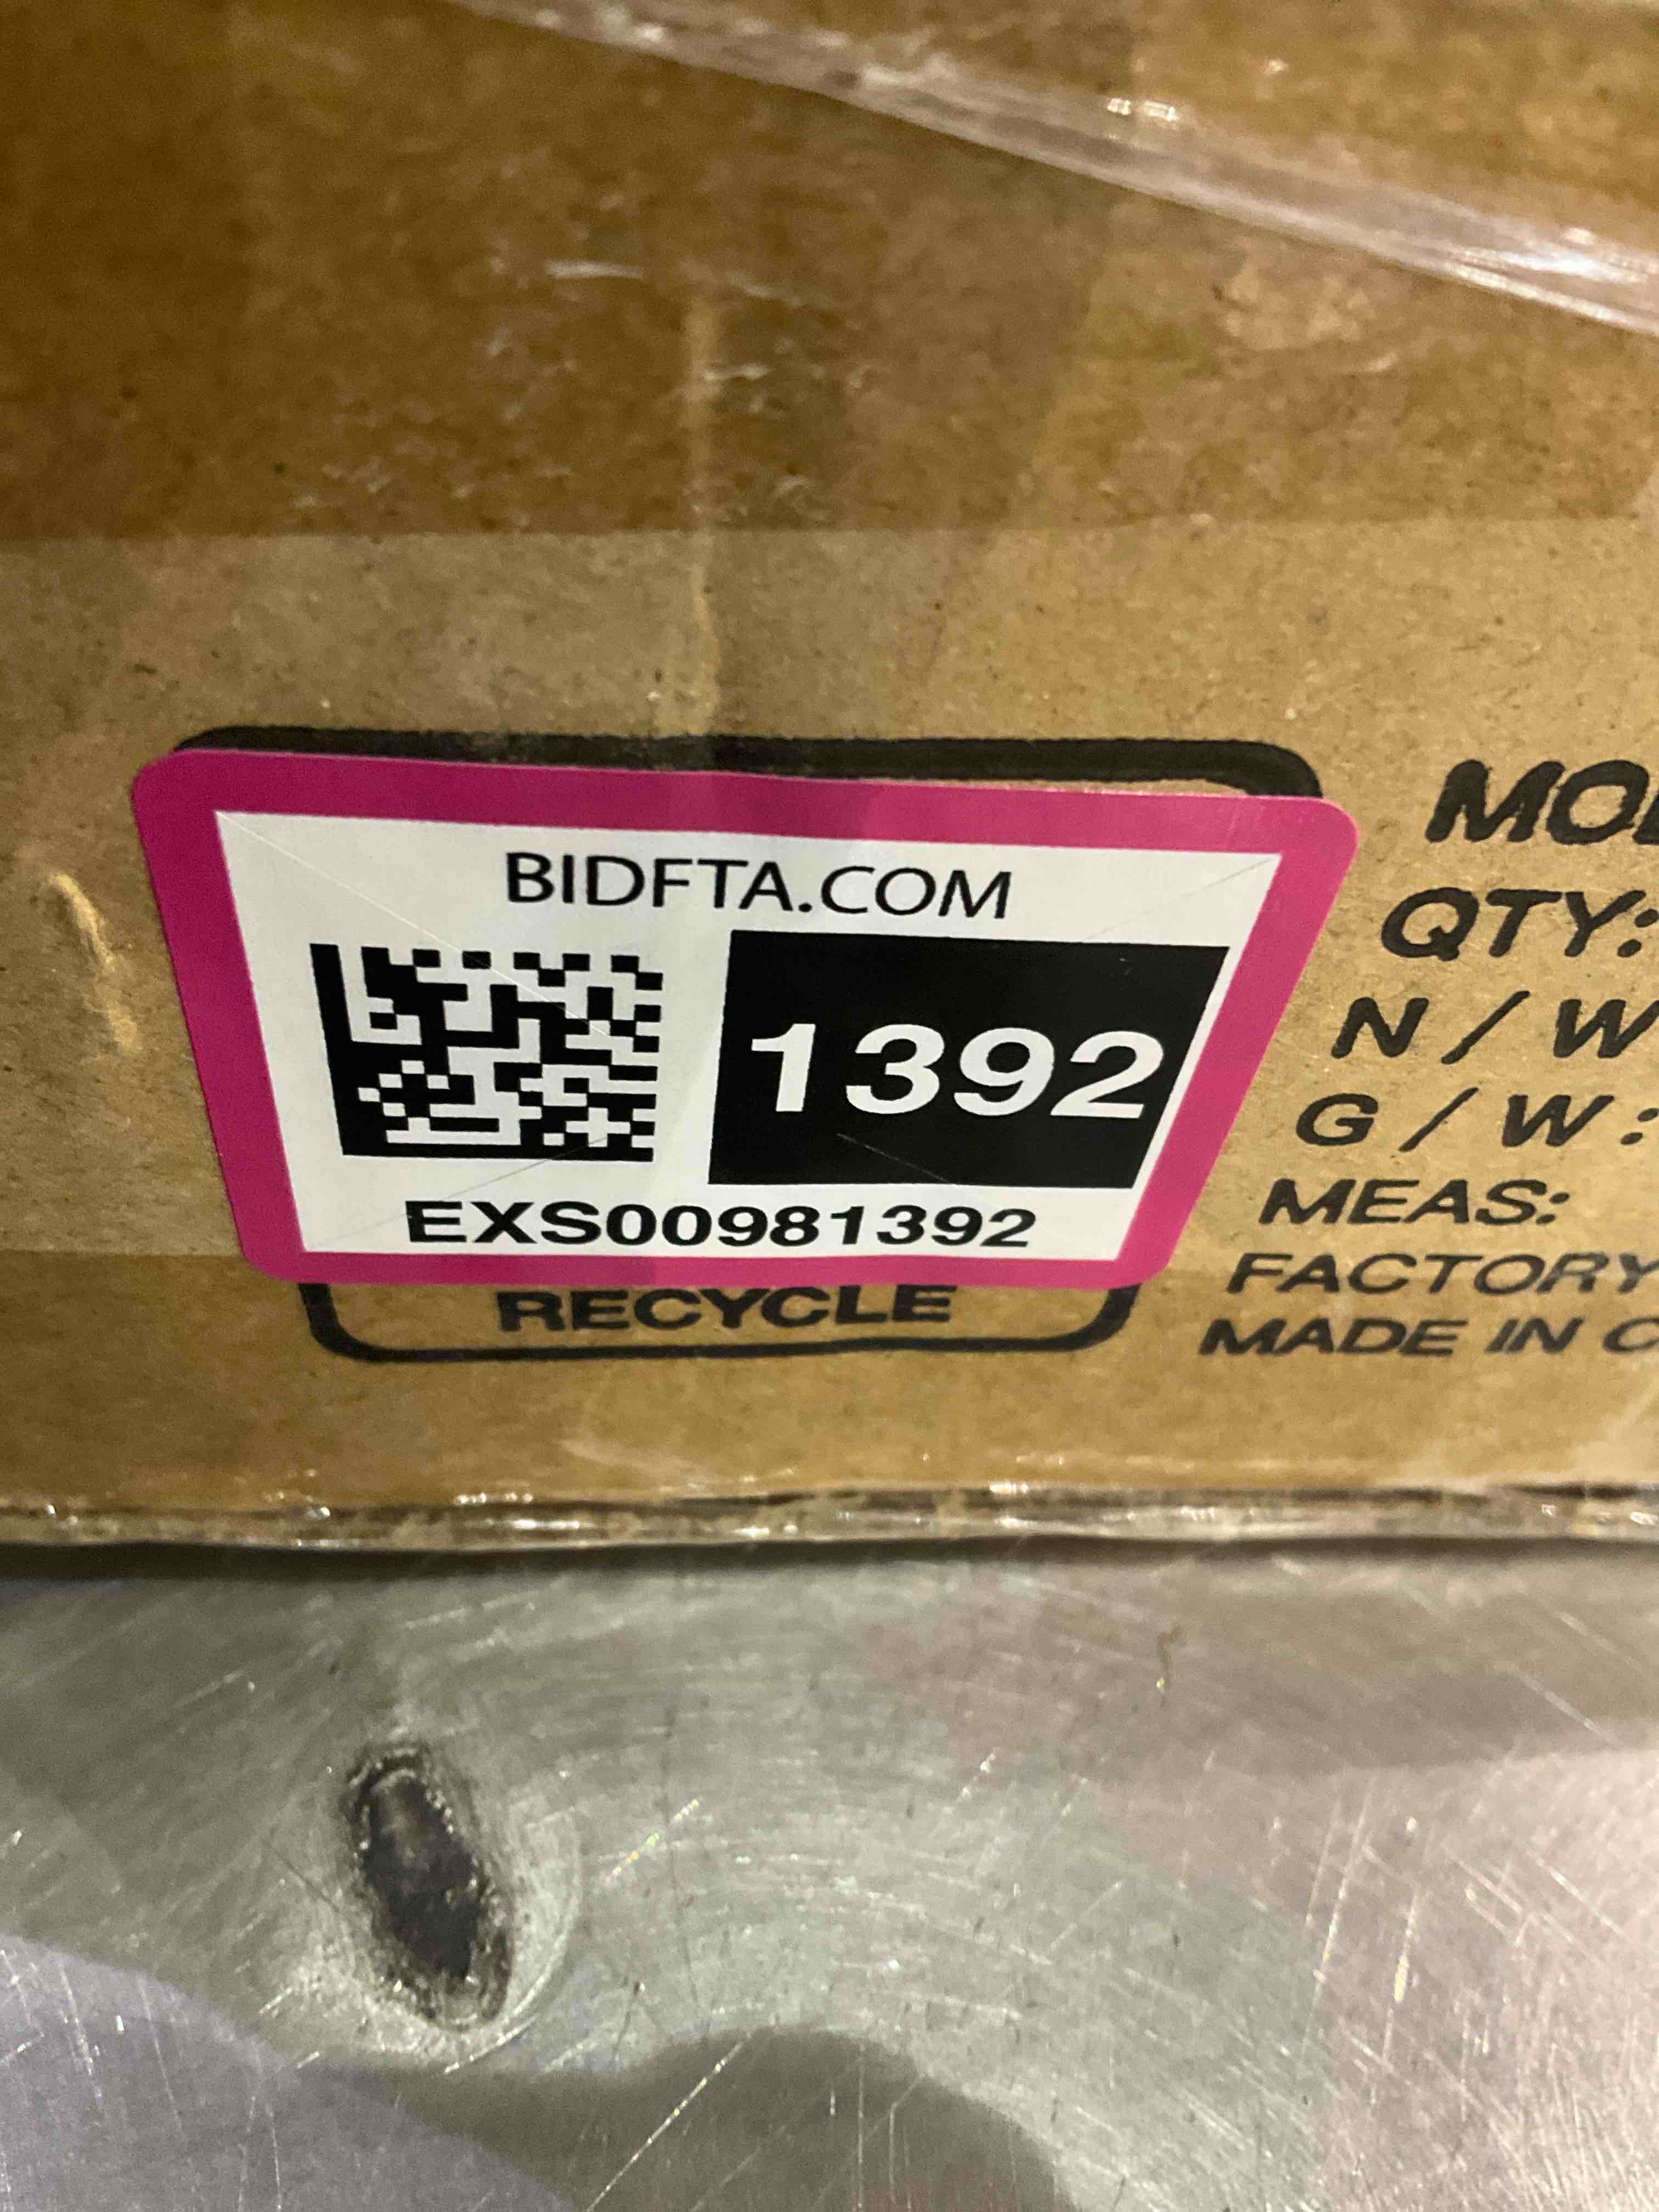 BIDFTA.COM
1392
EXS00981392
RECYCLE
QTY:
N / W
G / W :
MEAS:
FACTORY
MADE IN